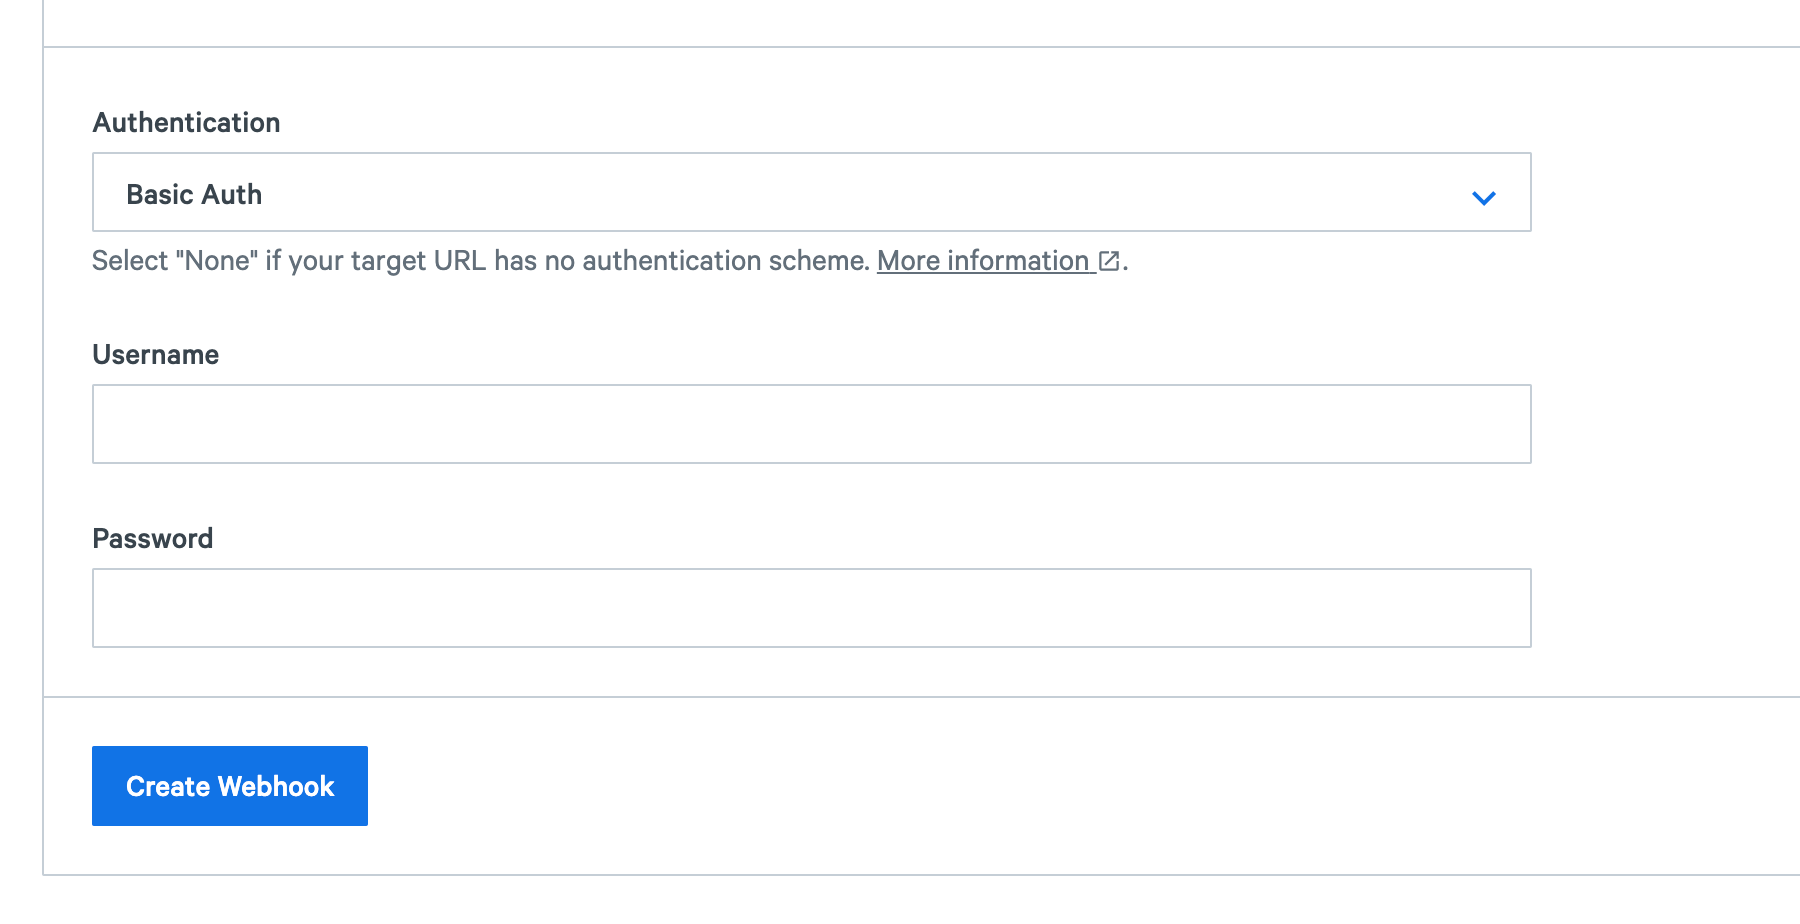 Authentication
Basic Auth
Select "None" if your target URL has no authentication scheme. More information.
Username
Password
Create Webhook